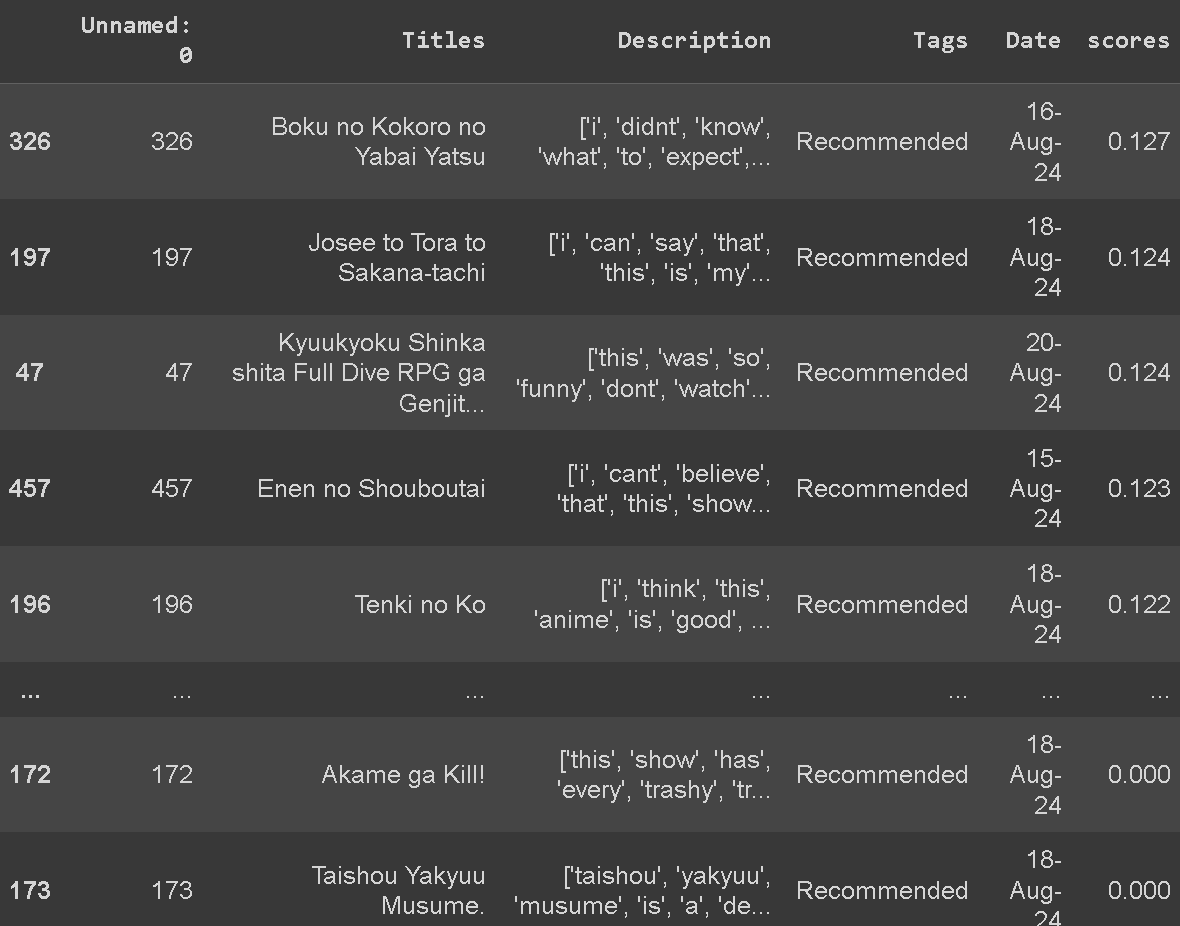 Unnamed: 0 Titles Description Tags Date scores
326 326 Boku no Kokoro no Yabai Yatsu ['i', 'didnt', 'know', 'what', 'to', 'expect',... Recommended 16-Aug-24 0.127
197 197 Josee to Tora to Sakana-tachi ['i', 'can', 'say', 'that', 'this', 'is', 'my'... Recommended 18-Aug-24 0.124
47 47 Kyuukyoku Shinka shita Full Dive RPG ga Genjit... ['this', 'was', 'so', 'funny', 'dont', 'watch'... Recommended 20-Aug-24 0.124
457 457 Enen no Shouboutai ['i', 'cant', 'believe', 'that', 'this', 'show... Recommended 15-Aug-24 0.123
196 196 Tenki no Ko ['i', 'think', 'this', 'anime', 'is', 'good', ... Recommended 18-Aug-24 0.122
... ... ... ... ... ... ...
172 172 Akame ga Kill! ['this', 'show', 'has', 'every', 'trashy', 'tr... Recommended 18-Aug-24 0.000
173 173 Taishou Yakyuu Musume. ['taishou', 'yakyuu', 'musume', 'is', 'a', 'de... Recommended 18-Aug-24 0.000